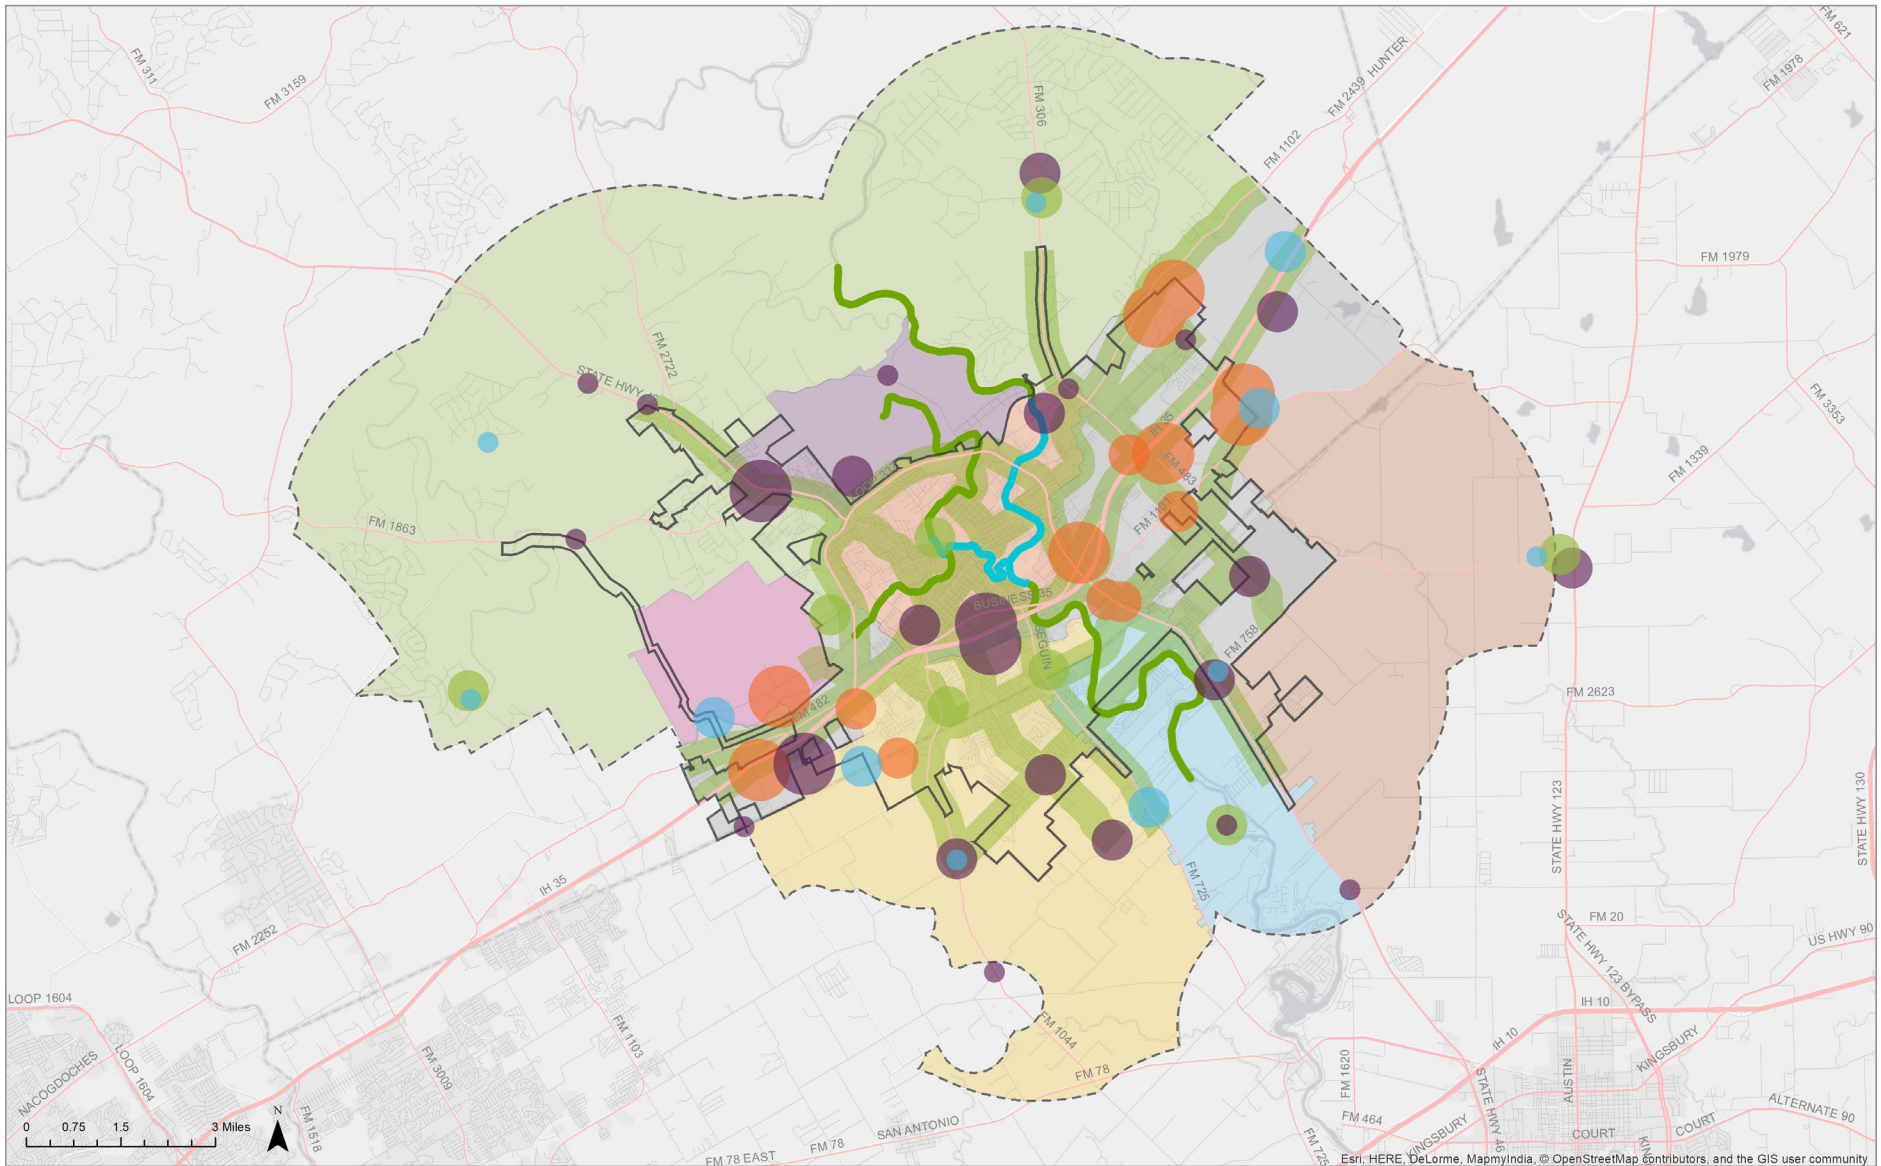 FM 621
FM 311
FM 3159
FM 2439 HUNTER
FM 1978
FM 306
FM 1102
FM 1979
FM 2722
STATE HWY
FM 3353
IH 35
FM 483
FM 1339
LOOP 337
FM 1863
FM 1101
BUSINESS 35
SEGUIN
FM 758
FM 482
FM 2623
STATE HWY 123
STATE HWY 130
IH 35
FM 725
FM 20
US HWY 90
FM 2252
STATE HWY 123 BYPASS
LOOP 1604
IH 10
FM 1044
FM 1103
IH 10
KINGSBURY
NACOGDOCHES
LOOP 1604
FM 3009
FM 78
FM 1620
STATE HWY 46
AUSTIN
N
0 0.75 1.5 3 Miles
FM 1518
FM 464
ALTERNATE 90
SAN ANTONIO
FM 78
FM 78 EAST
FM 725
KINGSBURY
COURT
COURT
Esri, HERE, DeLorme, MapmyIndia, © OpenStreetMap contributors, and the GIS user community